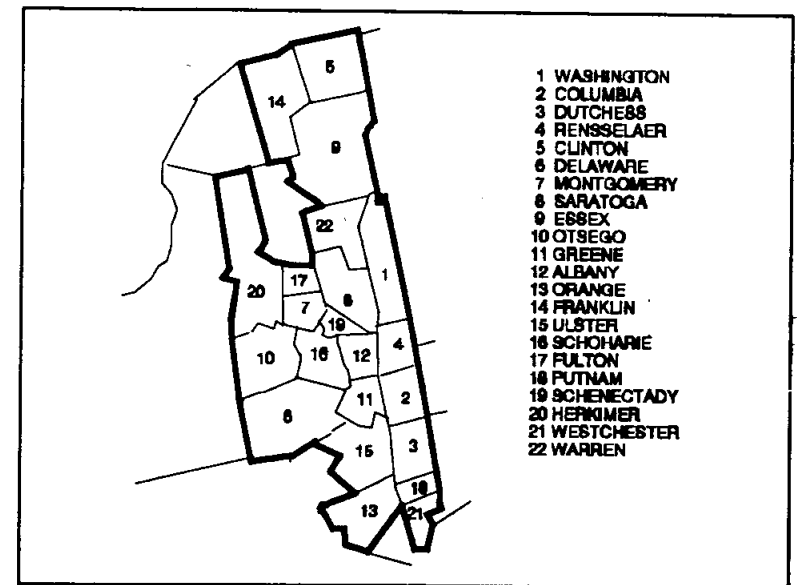 5
14
9
22
1
17
20
7
8
19
4
10
16
12
11
2
6
15
3
18
13
21
1 WASHINGTON
2 COLUMBIA
3 DUTCHESS
4 RENSSELAER
5 CLINTON
6 DELAWARE
7 MONTGOMERY
8 SARATOGA
9 ESSEX
10 OTSEGO
11 GREENE
12 ALBANY
13 ORANGE
14 FRANKLIN
15 ULSTER
16 SCHOHARIE
17 FULTON
18 PUTNAM
19 SCHENECTADY
20 HERKIMER
21 WESTCHESTER
22 WARREN